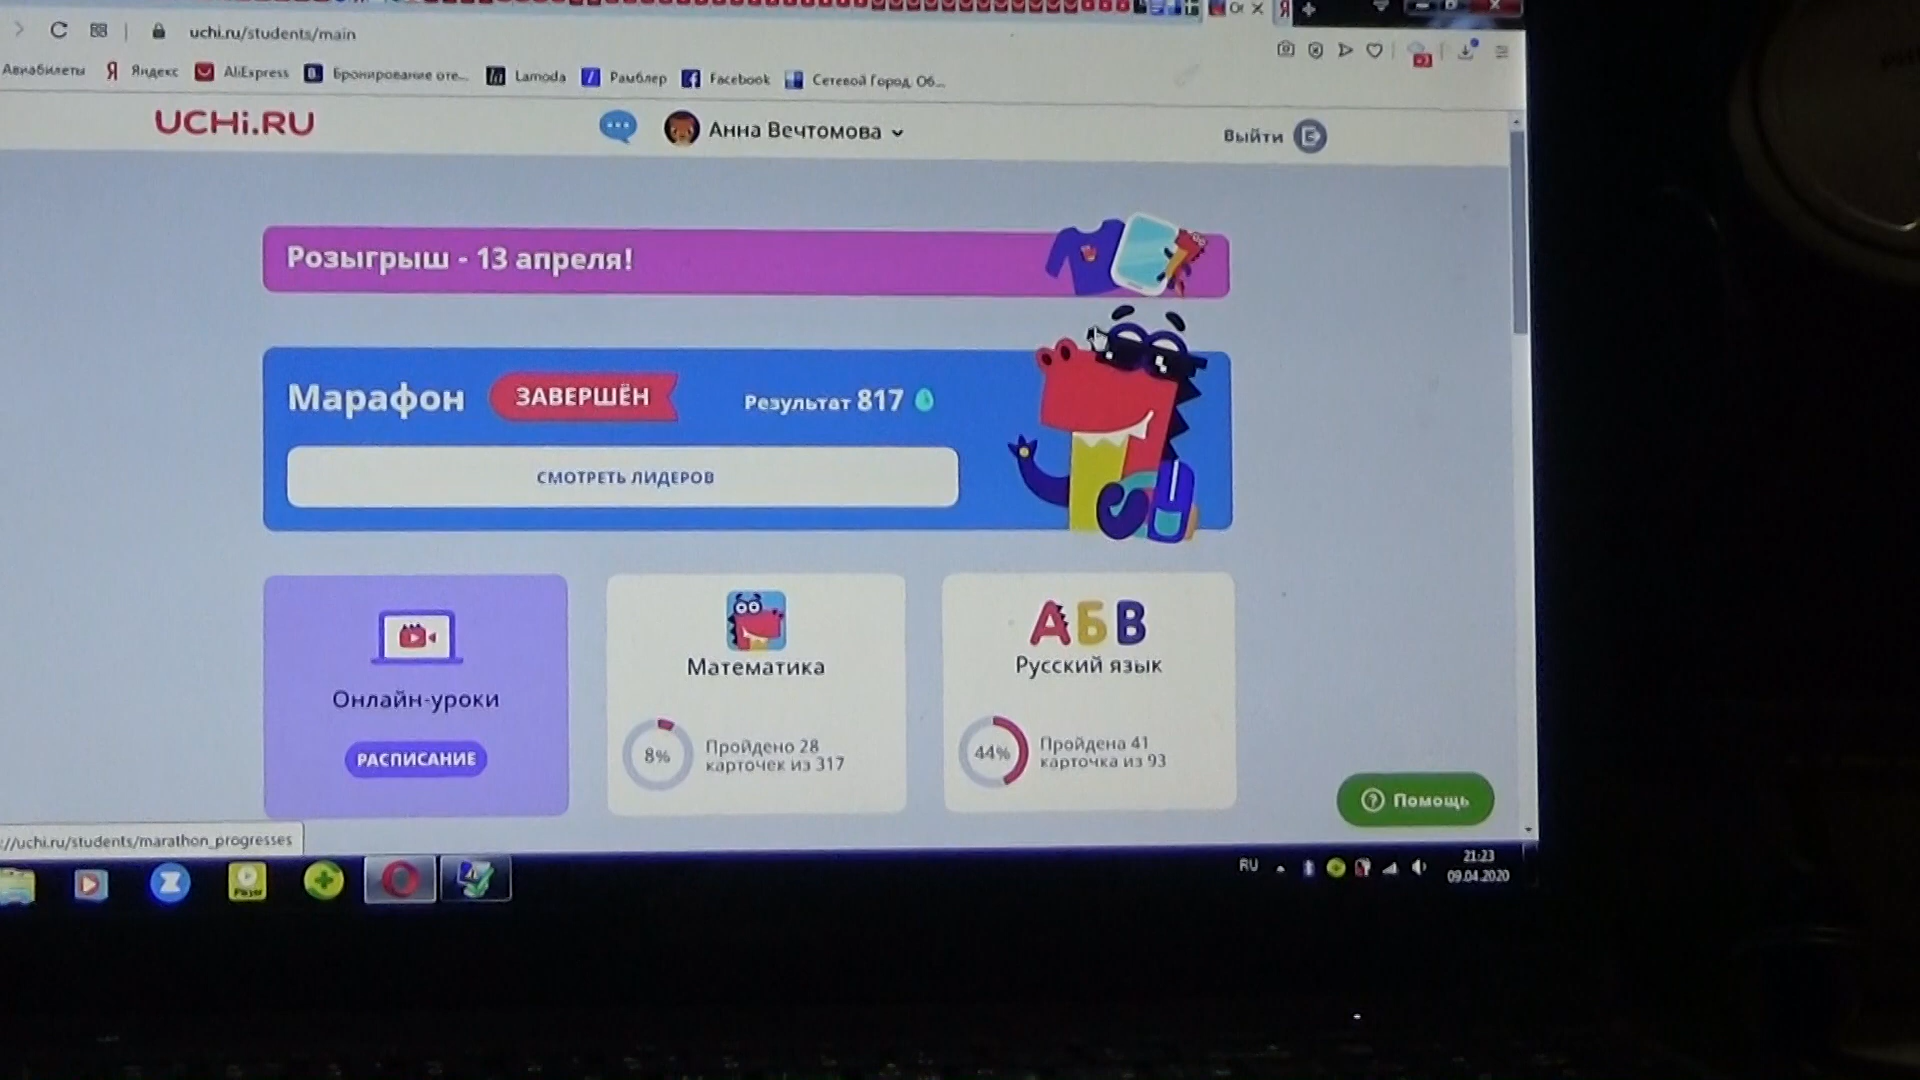 uchi.ru/students/main
Авиабилеты Яндекс AliExpress Бронирование оте... Lamoda Рамблер Facebook Сетевой Город. Об...
UCHi.RU
Анна Вечтомова
Выйти
Розыгрыш - 13 апреля!
Марафон
ЗАВЕРШЁН
Результат 817
СМОТРЕТЬ ЛИДЕРОВ
Онлайн-уроки
РАСПИСАНИЕ
Математика
8%
Пройдено 28
карточек из 317
АБВ
Русский язык
44%
Пройдена 41
карточка из 93
Помощь
://uchi.ru/students/marathon_progresses
Player
RU
21:23
09.04.2020